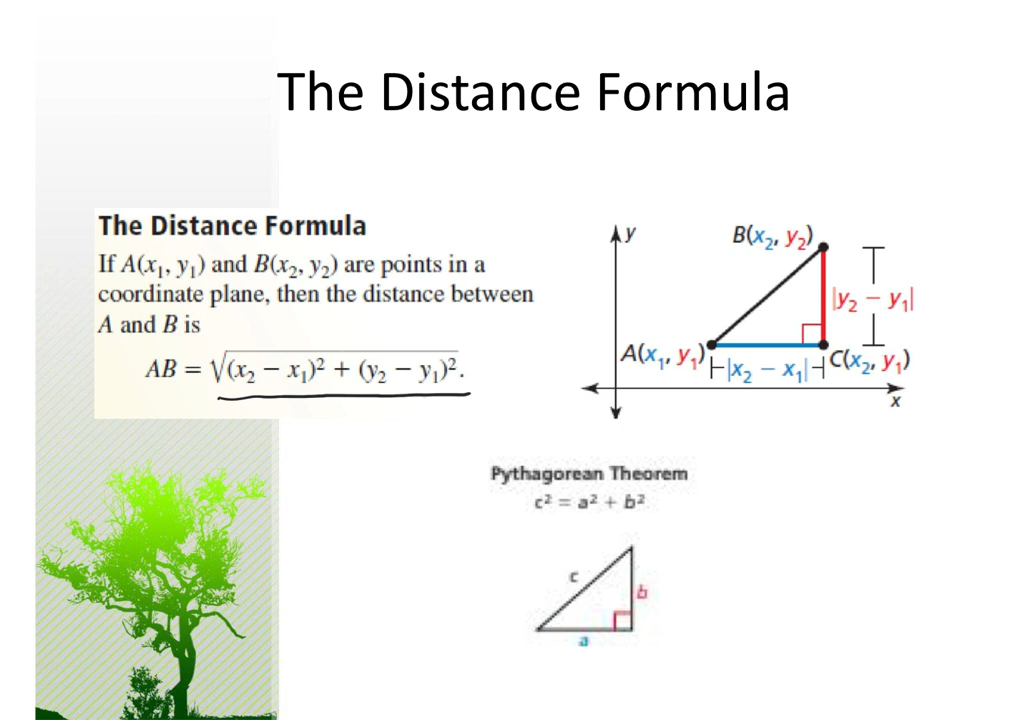 The Distance Formula
The Distance Formula
If A(x₁, y₁) and B(x₂, y₂) are points in a
coordinate plane, then the distance between
A and B is
AB = √(x₂ − x₁)² + (y₂ − y₁)².
y
B(x₂, y₂)
|y₂ − y₁|
A(x₁, y₁)
|x₂ − x₁|
C(x₂, y₁)
x
Pythagorean Theorem
c² = a² + b²
c
b
a